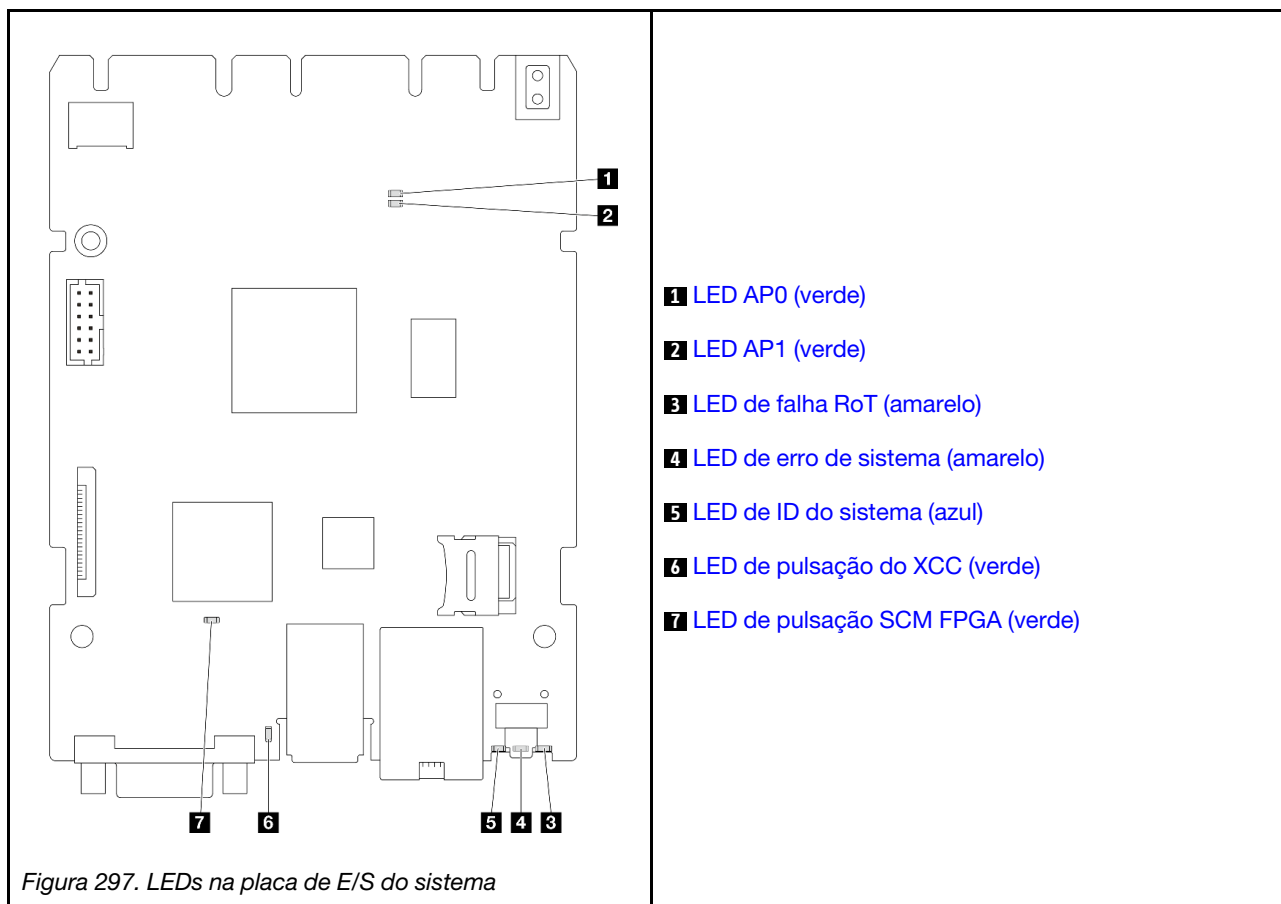 1
2
7
6
5
4
3
Figura 297. LEDs na placa de E/S do sistema
1 LED AP0 (verde)
2 LED AP1 (verde)
3 LED de falha RoT (amarelo)
4 LED de erro de sistema (amarelo)
5 LED de ID do sistema (azul)
6 LED de pulsação do XCC (verde)
7 LED de pulsação SCM FPGA (verde)